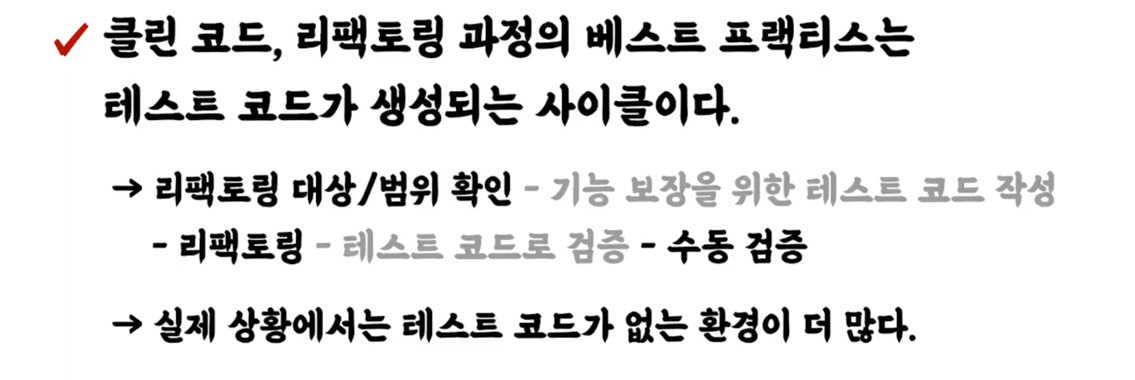 ✓ 클린 코드, 리팩토링 과정의 베스트 프랙티스는
테스트 코드가 생성되는 사이클이다.
→ 리팩토링 대상/범위 확인 - 기능 보장을 위한 테스트 코드 작성
- 리팩토링 - 테스트 코드로 검증 - 수동 검증
→ 실제 상황에서는 테스트 코드가 없는 환경이 더 많다.